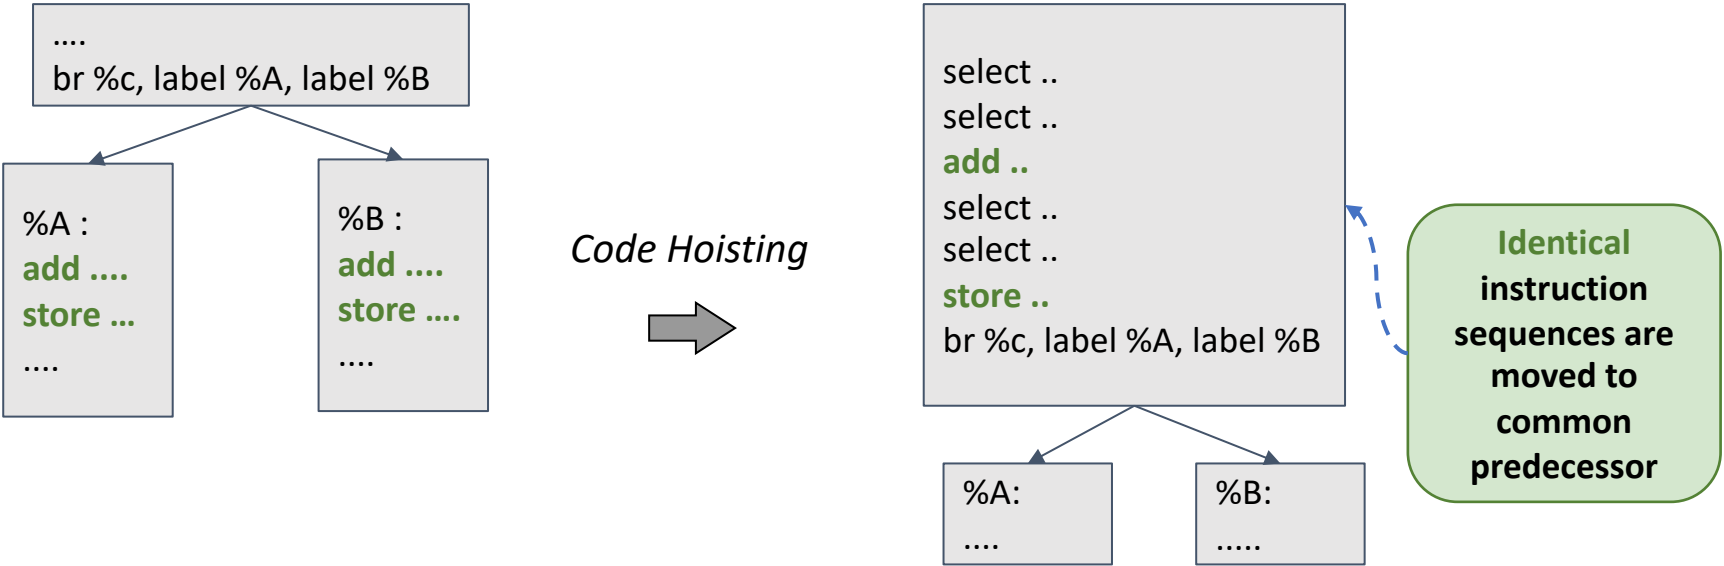 ....
br %c, label %A, label %B
%A :
add ....
store ...
....
%B :
add ....
store ....
....
Code Hoisting
select ..
select ..
add ..
select ..
select ..
store ..
br %c, label %A, label %B
%A:
....
%B:
.....
Identical
instruction
sequences are
moved to
common
predecessor